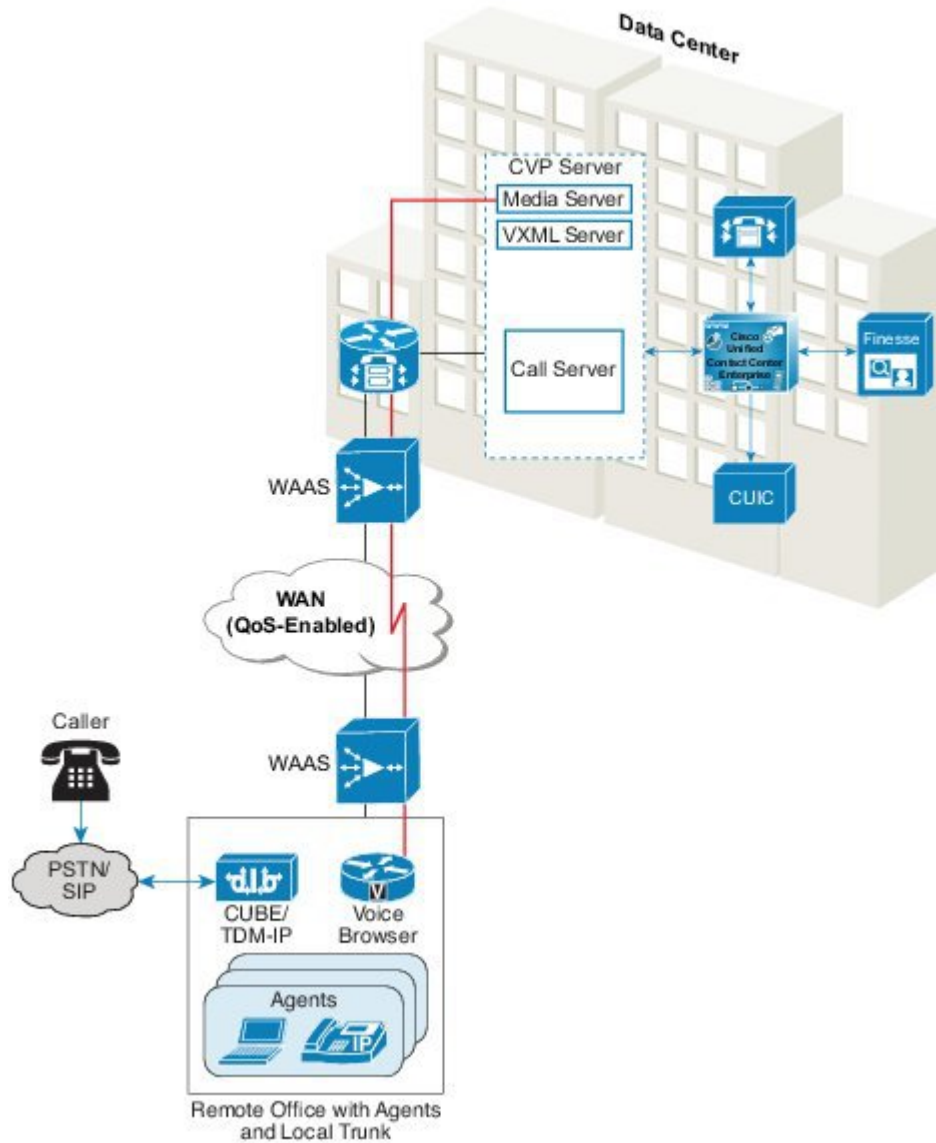 Data Center
CVP Server
Media Server
VXML Server
Call Server
Cisco
Unified
Contact Center
Enterprise
Finesse
CUIC
WAAS
WAN
(QoS-Enabled)
WAAS
Caller
PSTN/
SIP
CUBE/
TDM-IP
V
Voice
Browser
Agents
IP
Remote Office with Agents
and Local Trunk